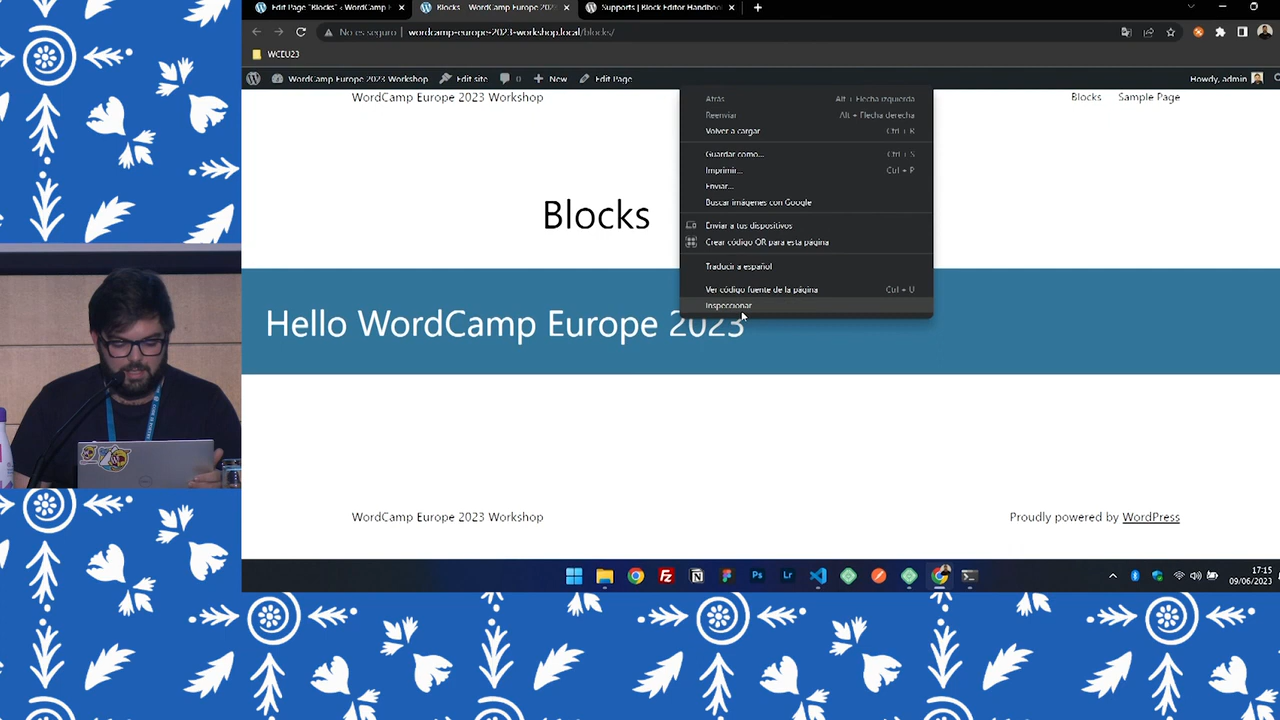 Edit Page "Blocks" ‹ WordCamp E
Blocks – WordCamp Europe 202
Supports | Block Editor Handboo
No es seguro
wordcamp-europe-2023-workshop.local/blocks/
WCEU23
WordCamp Europe 2023 Workshop
Edit site
0
New
Edit Page
Howdy, admin
WordCamp Europe 2023 Workshop
Blocks
Sample Page
Atrás
Alt + Flecha izquierda
Reenviar
Alt + Flecha derecha
Volver a cargar
Ctrl + R
Guardar como...
Ctrl + S
Imprimir...
Ctrl + P
Enviar...
Buscar imágenes con Google
Enviar a tus dispositivos
Crear código QR para esta página
Traducir a español
Ver código fuente de la página
Ctrl + U
Inspeccionar
Blocks
Hello WordCamp Europe 2023
WordCamp Europe 2023 Workshop
Proudly powered by WordPress
Ps
Lr
17:15
09/06/2023